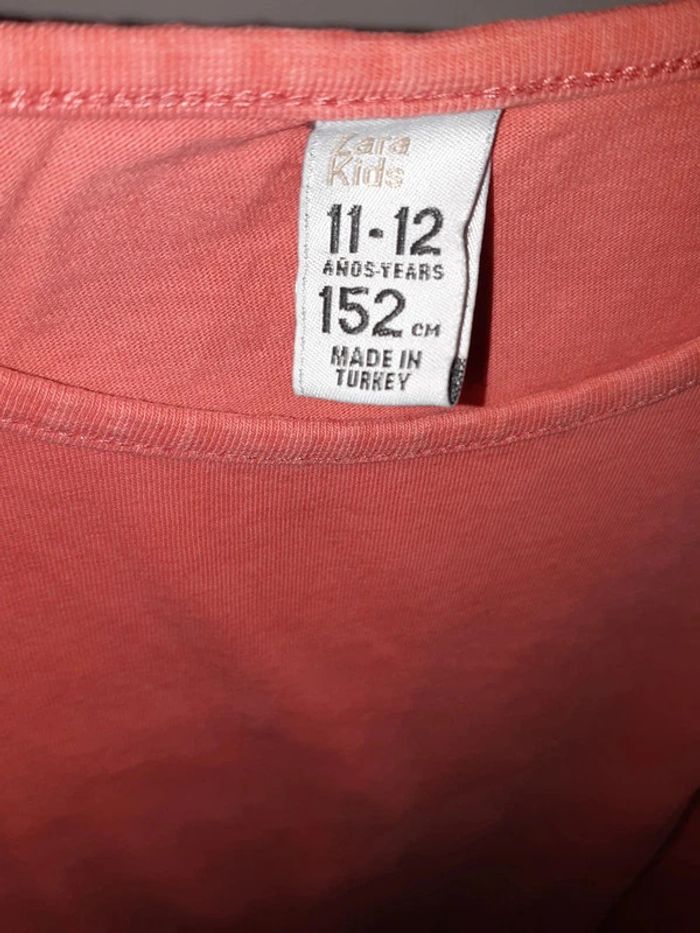 Zara
Kids
11-12
AÑOS-YEARS
152 CM
MADE IN
TURKEY